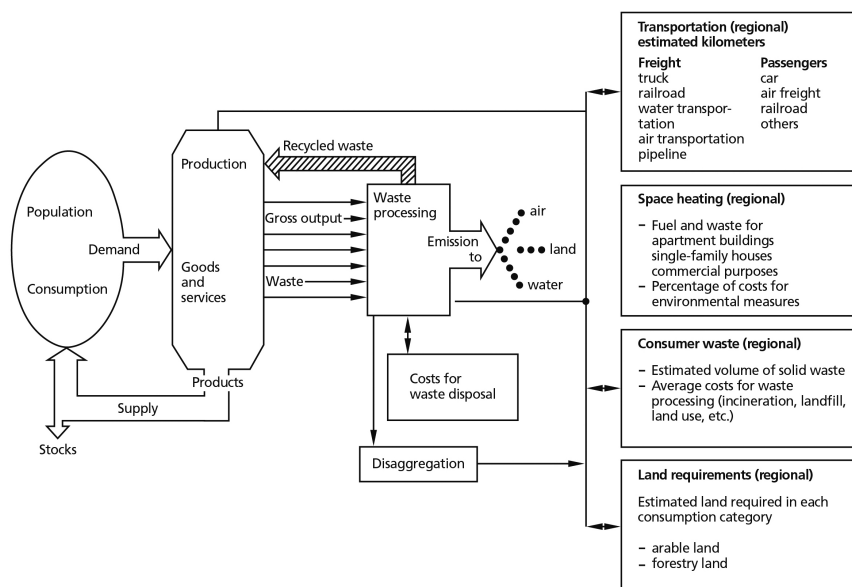 Population
Consumption
Demand
Production
Goods
and
services
Products
Supply
Stocks
Recycled waste
Gross output
Waste
Waste
processing
Emission
to
air
land
water
Costs for
waste disposal
Disaggregation
Transportation (regional)
estimated kilometers
Freight
truck
railroad
water transpor-
tation
air transportation
pipeline
Passengers
car
air freight
railroad
others
Space heating (regional)
– Fuel and waste for
apartment buildings
single-family houses
commercial purposes
– Percentage of costs for
environmental measures
Consumer waste (regional)
– Estimated volume of solid waste
– Average costs for waste
processing (incineration, landfill,
land use, etc.)
Land requirements (regional)
Estimated land required in each
consumption category
– arable land
– forestry land